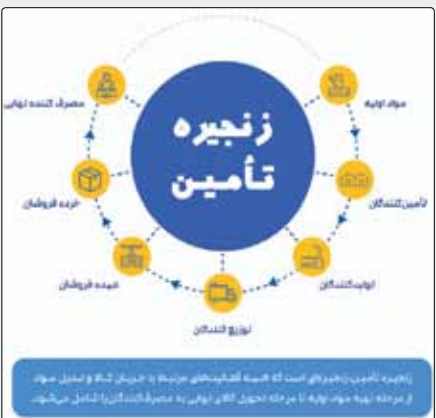 زنجیره
تأمین
مواد اولیه
تأمین‌کنندگان
تولیدکنندگان
توزیع کنندگان
عمده فروشان
خرده فروشان
مصرف کننده نهایی
زنجیره تأمین، زنجیره‌ای است که همه فعالیت‌های مرتبط با جریان کالا و تبدیل مواد
از مرحله تهیه مواد اولیه تا مرحله تحویل کالای نهایی به مصرف‌کنندگان را شامل می‌شود.